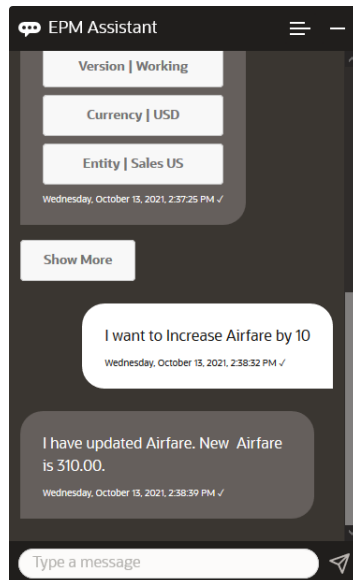 EPM Assistant
Version | Working
Currency | USD
Entity | Sales US
Wednesday, October 13, 2021, 2:37:25 PM ✓
Show More
I want to Increase Airfare by 10
Wednesday, October 13, 2021, 2:38:32 PM ✓
I have updated Airfare. New  Airfare
is 310.00.
Wednesday, October 13, 2021, 2:38:39 PM ✓
Type a message